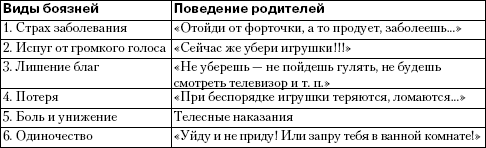 Виды боязней Поведение родителей
1. Страх заболевания «Отойди от форточки, а то продует, заболеешь...»
2. Испуг от громкого голоса «Сейчас же убери игрушки!!!»
3. Лишение благ «Не уберешь — не пойдешь гулять, не будешь
смотреть телевизор и т. п.»
4. Потеря «При беспорядке игрушки теряются, ломаются...»
5. Боль и унижение Телесные наказания
6. Одиночество «Уйду и не приду! Или запру тебя в ванной комнате!»